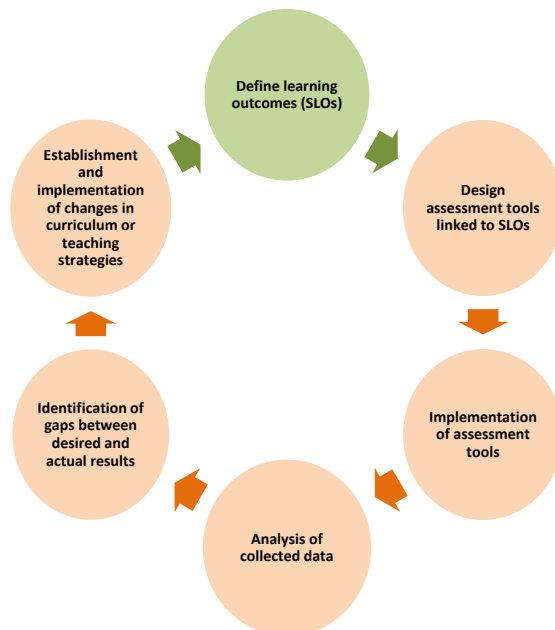 Define learning
outcomes (SLOs)
Design
assessment tools
linked to SLOs
Implementation
of assessment
tools
Analysis of
collected data
Identification of
gaps between
desired and
actual results
Establishment
and
implementation
of changes in
curriculum or
teaching
strategies